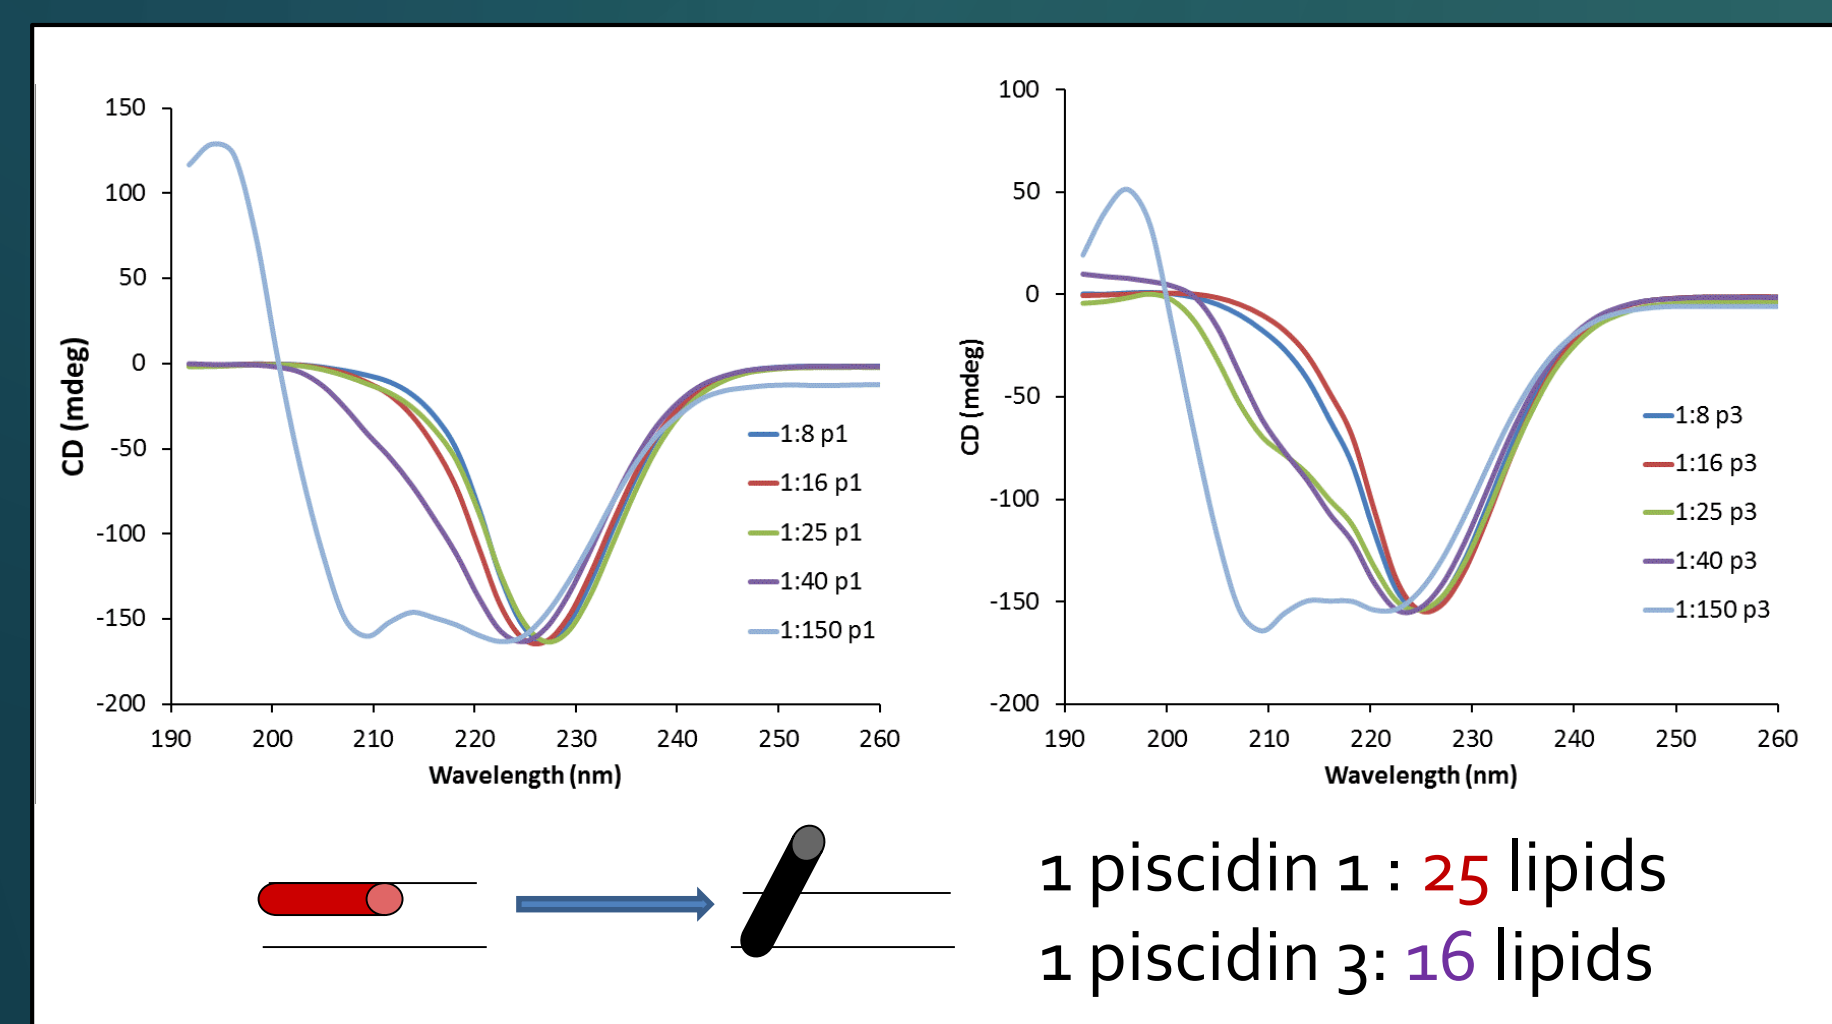 150
100
50
0
-50
-100
-150
-200
CD (mdeg)
190 200 210 220 230 240 250 260
Wavelength (nm)
1:8 p1
1:16 p1
1:25 p1
1:40 p1
1:150 p1
100
50
0
-50
-100
-150
-200
CD (mdeg)
190 200 210 220 230 240 250 260
Wavelength (nm)
1:8 p3
1:16 p3
1:25 p3
1:40 p3
1:150 p3
1 piscidin 1 : 25 lipids
1 piscidin 3: 16 lipids